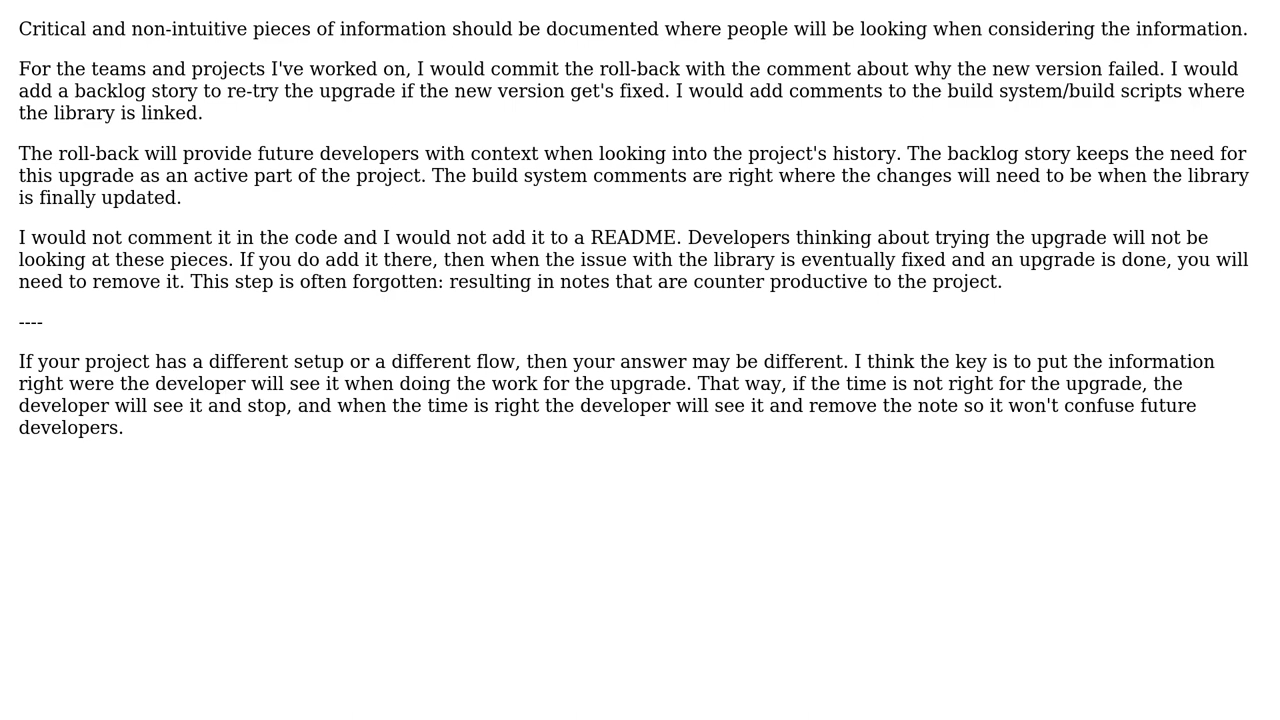 Critical and non-intuitive pieces of information should be documented where people will be looking when considering the information.
For the teams and projects I've worked on, I would commit the roll-back with the comment about why the new version failed. I would
add a backlog story to re-try the upgrade if the new version get's fixed. I would add comments to the build system/build scripts where
the library is linked.
The roll-back will provide future developers with context when looking into the project's history. The backlog story keeps the need for
this upgrade as an active part of the project. The build system comments are right where the changes will need to be when the library
is finally updated.
I would not comment it in the code and I would not add it to a README. Developers thinking about trying the upgrade will not be
looking at these pieces. If you do add it there, then when the issue with the library is eventually fixed and an upgrade is done, you will
need to remove it. This step is often forgotten: resulting in notes that are counter productive to the project.
----
If your project has a different setup or a different flow, then your answer may be different. I think the key is to put the information
right were the developer will see it when doing the work for the upgrade. That way, if the time is not right for the upgrade, the
developer will see it and stop, and when the time is right the developer will see it and remove the note so it won't confuse future
developers.